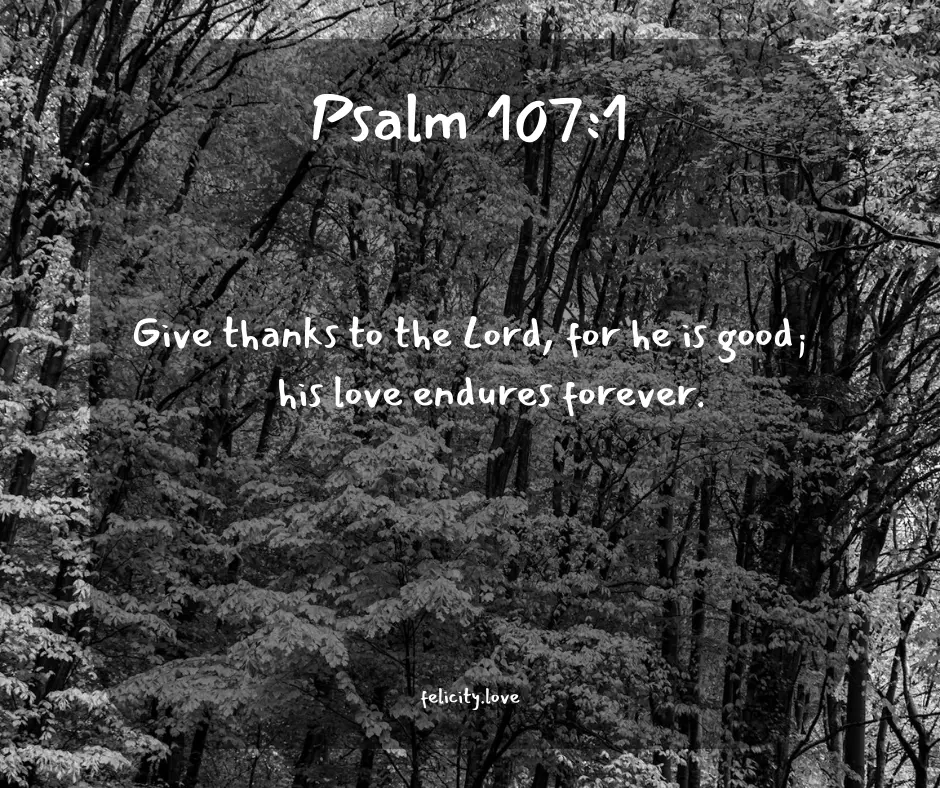 Psalm 107:1
Give thanks to the Lord, for he is good;
his love endures forever.
felicity.love